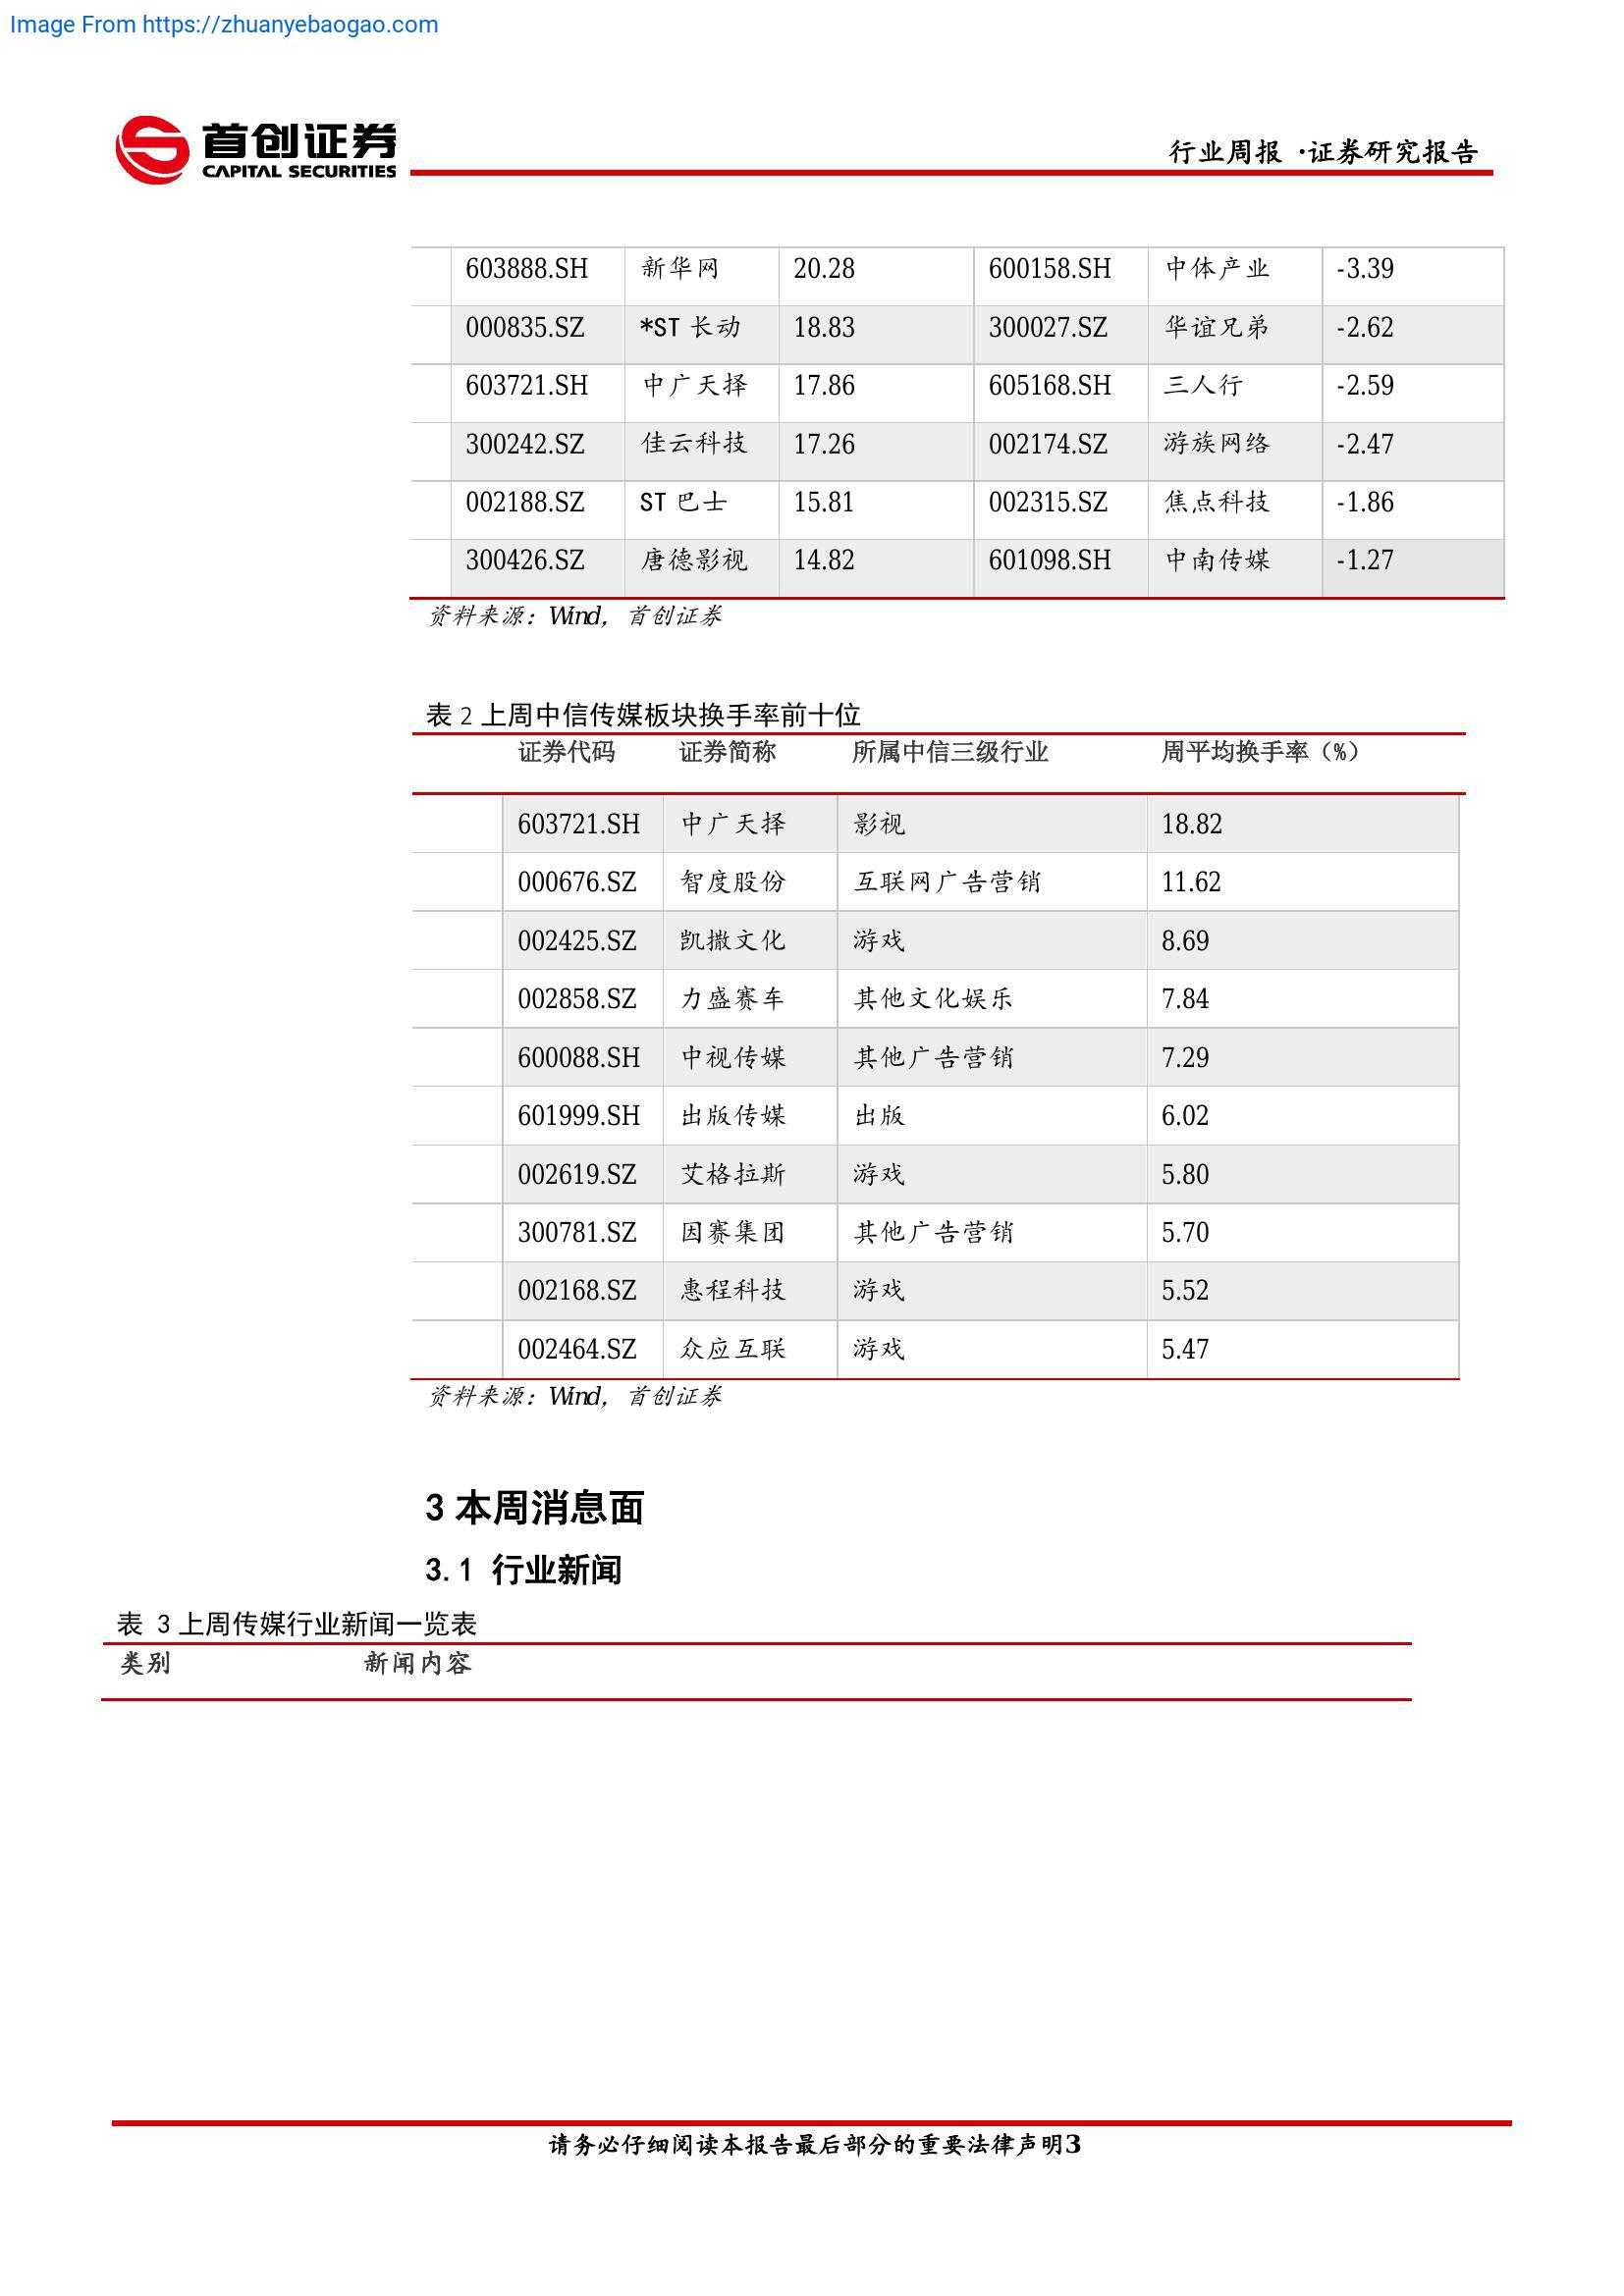 Image From https://zhuanyebaogao.com
首创证券
CAPITAL SECURITIES
行业周报 ·证券研究报告
603888.SH 新华网 20.28 600158.SH 中体产业 -3.39
000835.SZ *ST 长动 18.83 300027.SZ 华谊兄弟 -2.62
603721.SH 中广天择 17.86 605168.SH 三人行 -2.59
300242.SZ 佳云科技 17.26 002174.SZ 游族网络 -2.47
002188.SZ ST 巴士 15.81 002315.SZ 焦点科技 -1.86
300426.SZ 唐德影视 14.82 601098.SH 中南传媒 -1.27
资料来源：Wind，首创证券
表 2 上周中信传媒板块换手率前十位
证券代码 证券简称 所属中信三级行业 周平均换手率（%）
603721.SH 中广天择 影视 18.82
000676.SZ 智度股份 互联网广告营销 11.62
002425.SZ 凯撒文化 游戏 8.69
002858.SZ 力盛赛车 其他文化娱乐 7.84
600088.SH 中视传媒 其他广告营销 7.29
601999.SH 出版传媒 出版 6.02
002619.SZ 艾格拉斯 游戏 5.80
300781.SZ 因赛集团 其他广告营销 5.70
002168.SZ 惠程科技 游戏 5.52
002464.SZ 众应互联 游戏 5.47
资料来源：Wind，首创证券
3 本周消息面
3.1 行业新闻
表 3 上周传媒行业新闻一览表
类别 新闻内容
请务必仔细阅读本报告最后部分的重要法律声明3